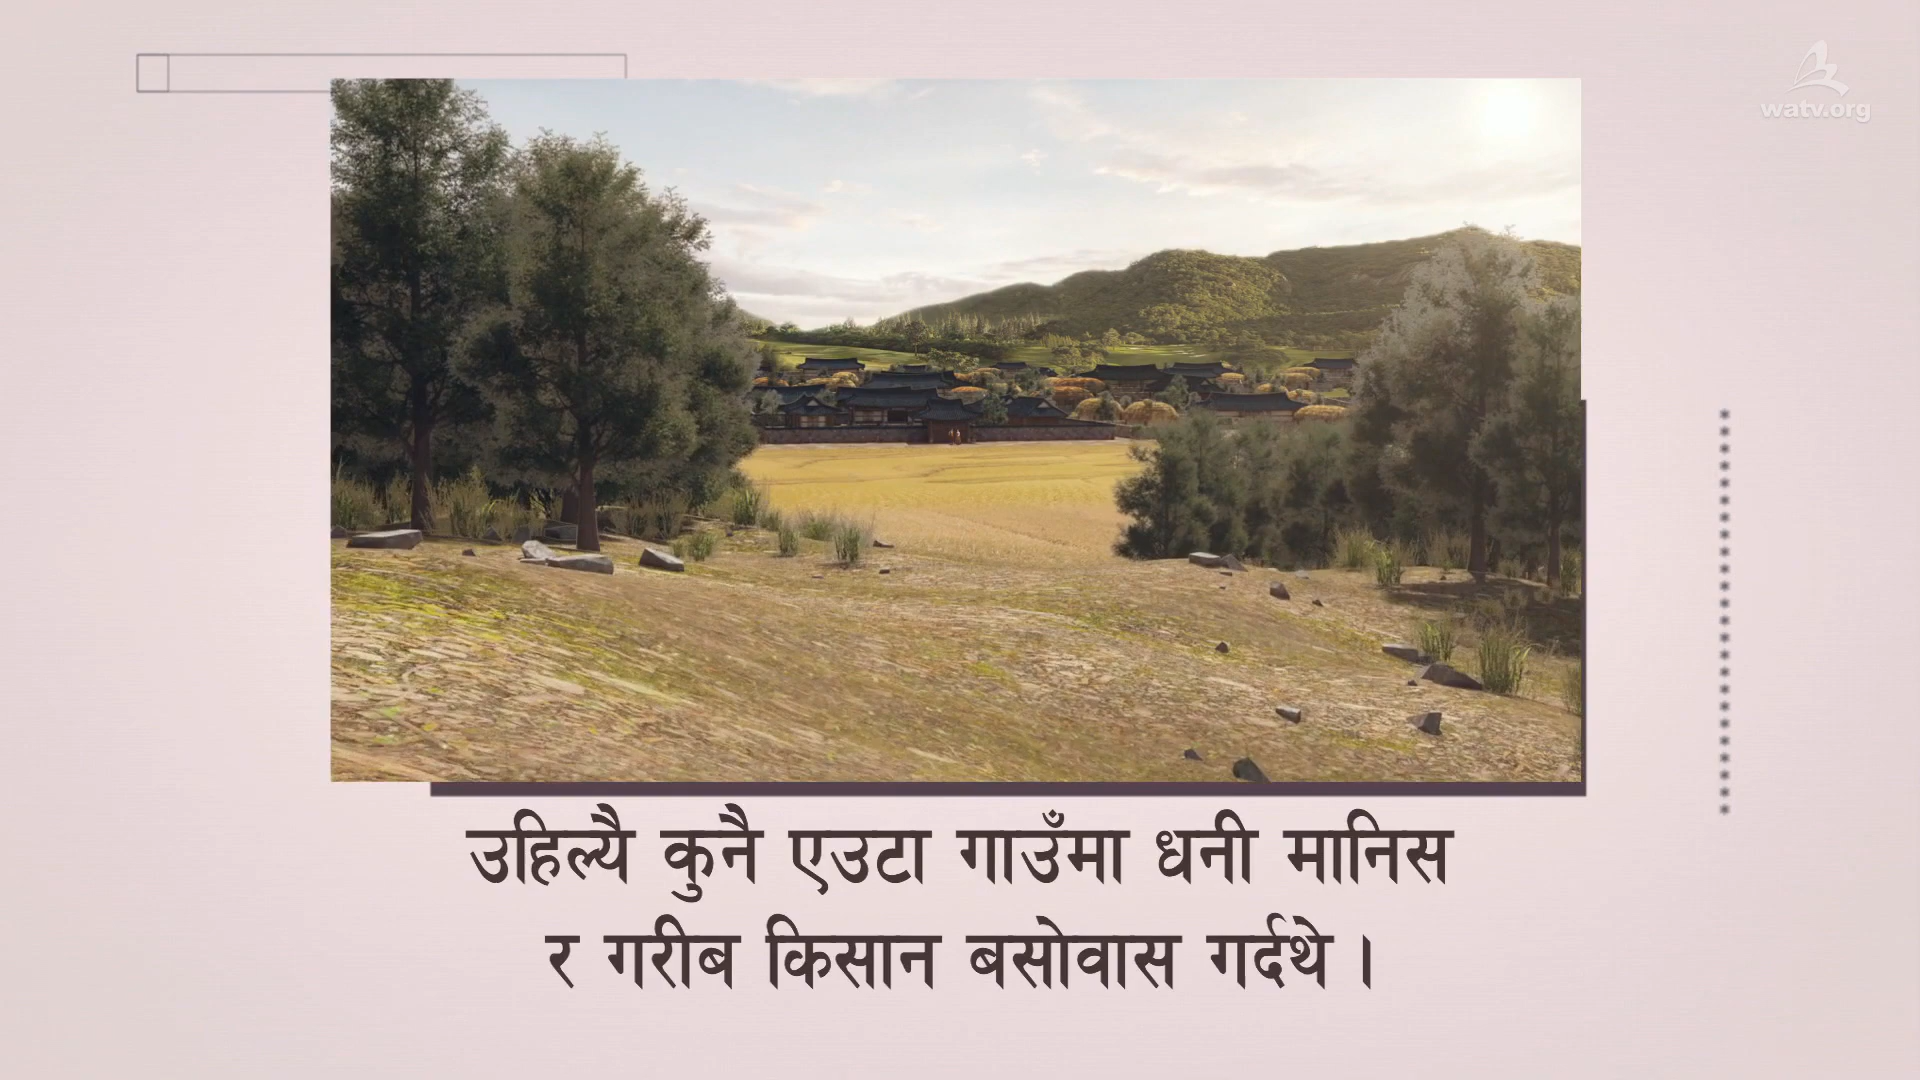 watv.org
उहिल्यै कुनै एउटा गाउँमा धनी मानिस
र गरीब किसान बसोवास गर्दथे ।